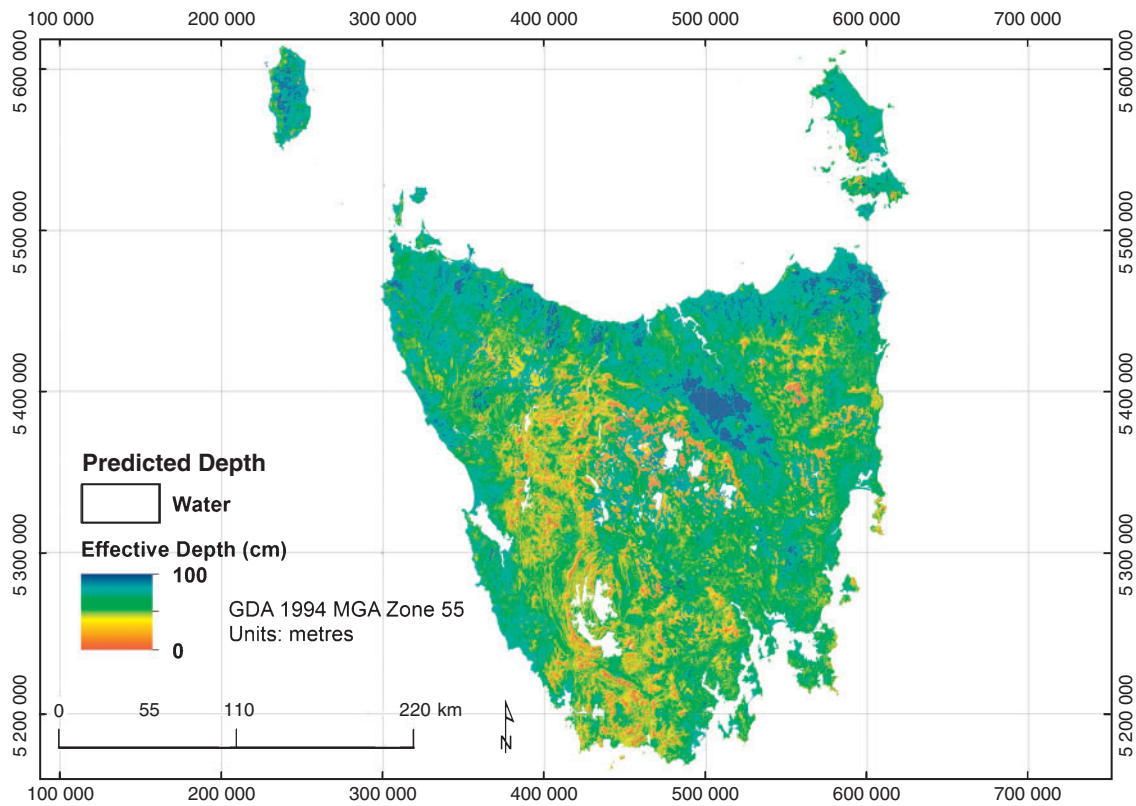 100 000 200 000 300 000 400 000 500 000 600 000 700 000
5 600 000 5 600 000
5 500 000 5 500 000
5 400 000 5 400 000
Predicted Depth
Water
5 300 000 5 300 000
Effective Depth (cm)
100
GDA 1994 MGA Zone 55
Units: metres
0
5 200 000 5 200 000
0 55 110 220 km
N
100 000 200 000 300 000 400 000 500 000 600 000 700 000